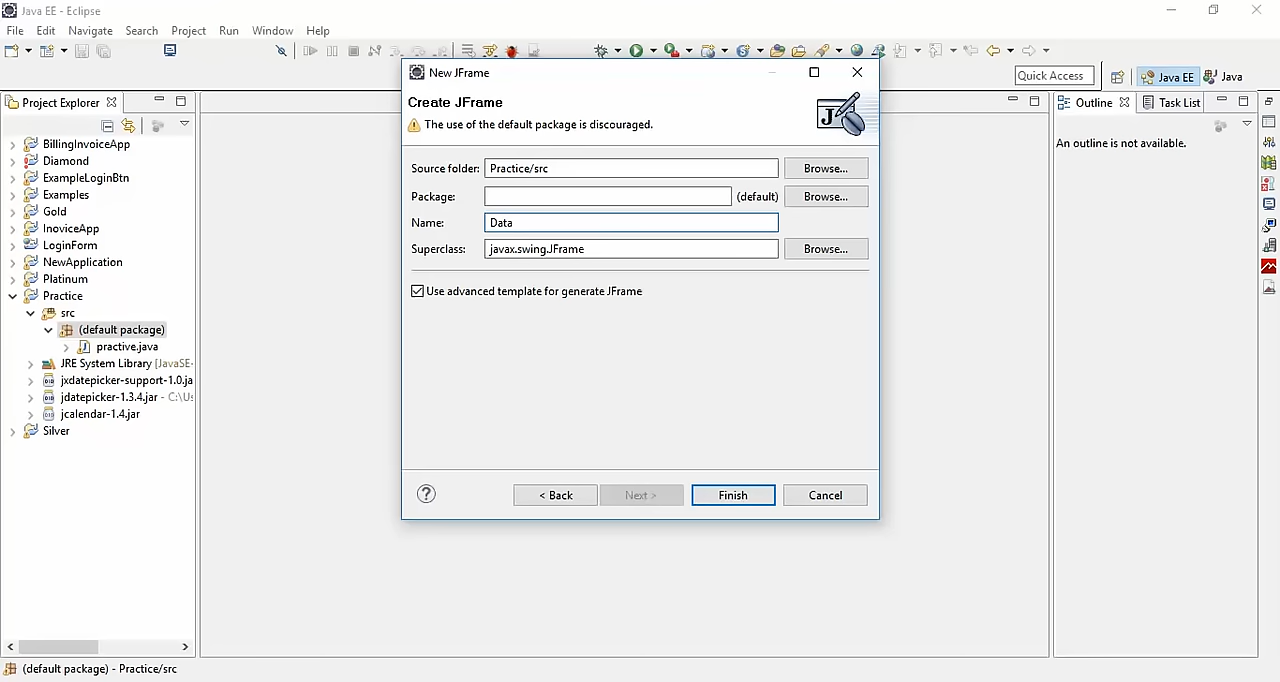 Java EE - Eclipse
File Edit Navigate Search Project Run Window Help
Quick Access Java EE Java
Project Explorer
BillingInvoiceApp
Diamond
ExampleLoginBtn
Examples
Gold
InoviceApp
LoginForm
NewApplication
Platinum
Practice
src
(default package)
practive.java
JRE System Library [JavaSE-
jxdatepicker-support-1.0.ja
jdatepicker-1.3.4.jar - C:\Us
jcalendar-1.4.jar
Silver
New JFrame
Create JFrame
The use of the default package is discouraged.
Source folder: Practice/src Browse...
Package: (default) Browse...
Name: Data
Superclass: javax.swing.JFrame Browse...
Use advanced template for generate JFrame
? < Back Next > Finish Cancel
Outline Task List
An outline is not available.
(default package) - Practice/src